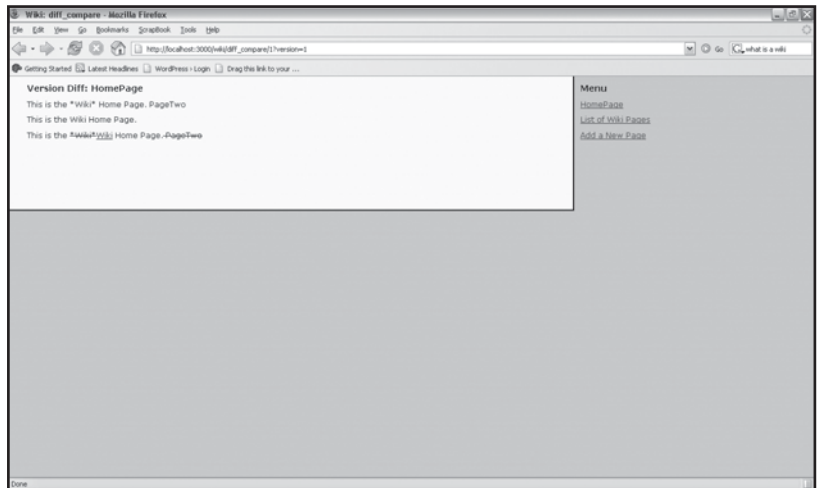 Wiki: diff_compare - Mozilla Firefox
File Edit View Go Bookmarks ScrapBook Tools Help
http://localhost:3000/wiki/diff_compare/1?version=1 Go what is a wiki
Getting Started Latest Headlines WordPress › Login Drag this link to your ...
Version Diff: HomePage
This is the *Wiki* Home Page. PageTwo
This is the Wiki Home Page.
This is the *Wiki*Wiki Home Page. PageTwo
Menu
HomePage
List of Wiki Pages
Add a New Page
Done